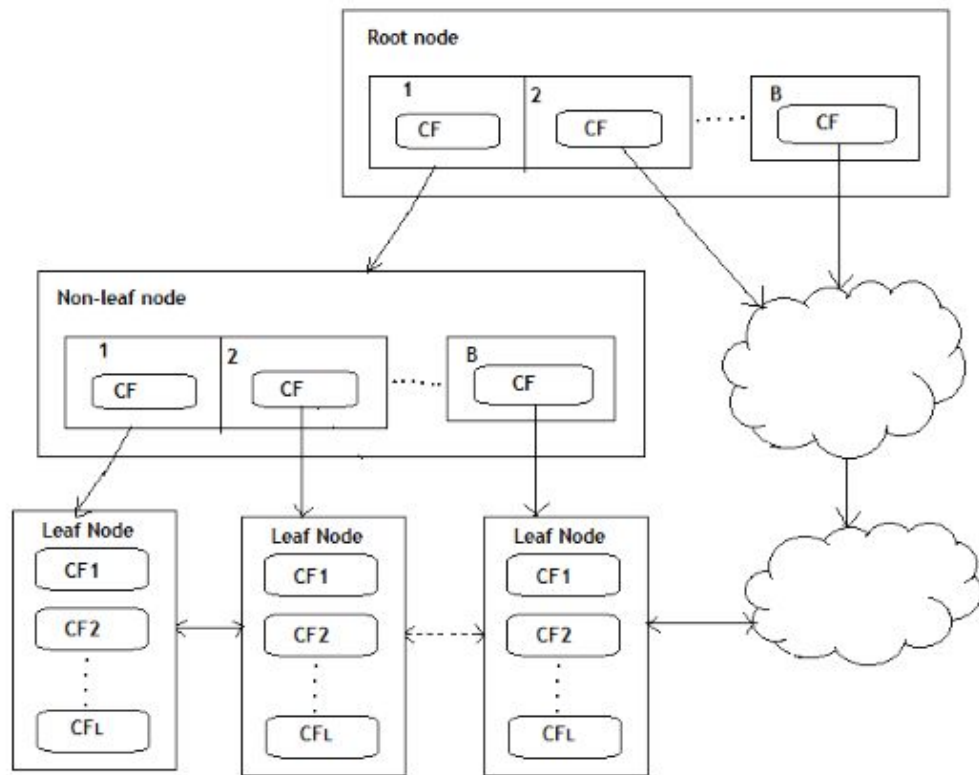 Root node
1 2 B
CF CF CF
Non-leaf node
1 2 B
CF CF CF
Leaf Node Leaf Node Leaf Node
CF1 CF1 CF1
CF2 CF2 CF2
CFL CFL CFL